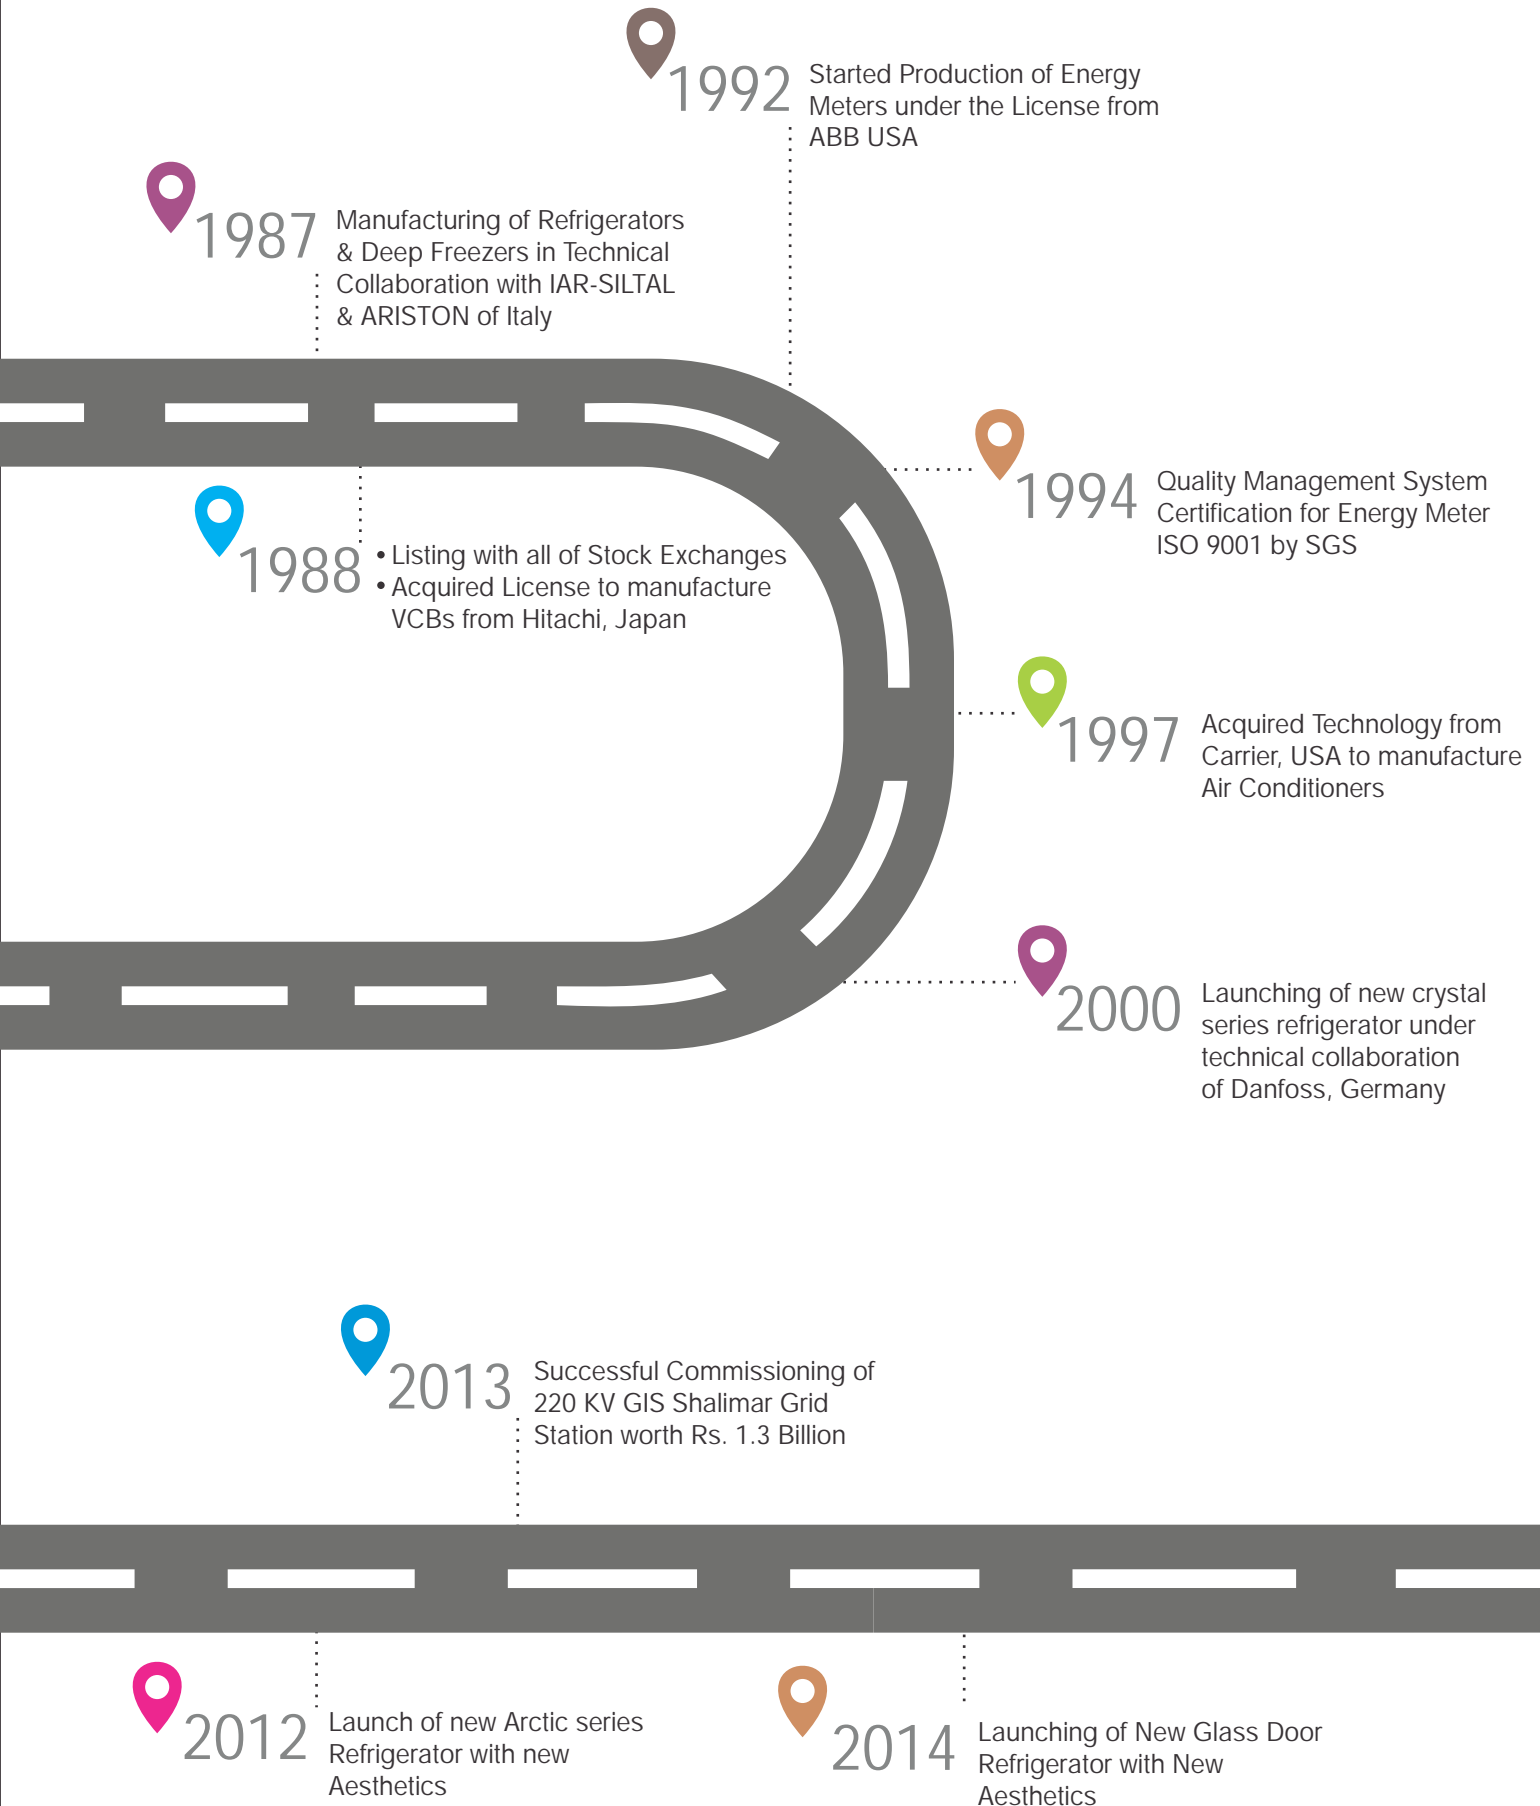 1992
Started Production of Energy
Meters under the License from
ABB USA
1987
Manufacturing of Refrigerators
& Deep Freezers in Technical
Collaboration with IAR-SILTAL
& ARISTON of Italy
1994
Quality Management System
Certification for Energy Meter
ISO 9001 by SGS
1988
• Listing with all of Stock Exchanges
• Acquired License to manufacture
VCBs from Hitachi, Japan
1997
Acquired Technology from
Carrier, USA to manufacture
Air Conditioners
2000
Launching of new crystal
series refrigerator under
technical collaboration
of Danfoss, Germany
2013
Successful Commissioning of
220 KV GIS Shalimar Grid
Station worth Rs. 1.3 Billion
2012
Launch of new Arctic series
Refrigerator with new
Aesthetics
2014
Launching of New Glass Door
Refrigerator with New
Aesthetics